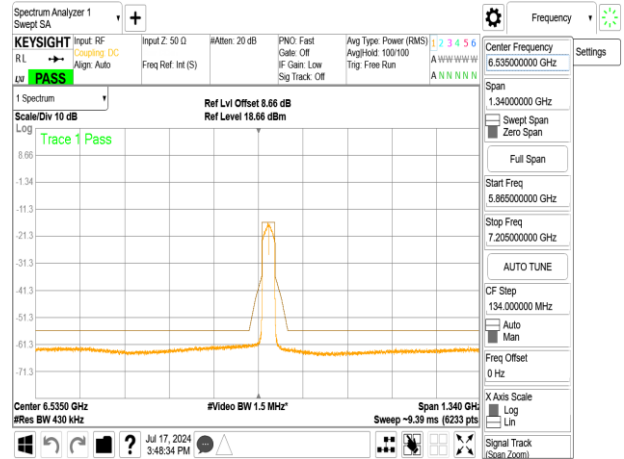 Spectrum Analyzer 1
Swept SA
Frequency
KEYSIGHT
Input: RF
Coupling: DC
Align: Auto
Input Z: 50 Ω
Freq Ref: Int (S)
#Atten: 20 dB
PNO: Fast
Gate: Off
IF Gain: Low
Sig Track: Off
Avg Type: Power (RMS)
Avg|Hold: 100/100
Trig: Free Run
1 2 3 4 5 6
A W W W W W
A N N N N N
R L
LXI
PASS
1 Spectrum
Scale/Div 10 dB
Ref Lvl Offset 8.66 dB
Ref Level 18.66 dBm
Log
Trace 1 Pass
8.66
-1.34
-11.3
-21.3
-31.3
-41.3
-51.3
-61.3
-71.3
Center 6.5350 GHz
#Res BW 430 kHz
#Video BW 1.5 MHz*
Span 1.340 GHz
Sweep ~9.39 ms (6233 pts)
Jul 17, 2024
3:48:34 PM
Center Frequency
6.535000000 GHz
Settings
Span
1.34000000 GHz
Swept Span
Zero Span
Full Span
Start Freq
5.865000000 GHz
Stop Freq
7.205000000 GHz
AUTO TUNE
CF Step
134.000000 MHz
Auto
Man
Freq Offset
0 Hz
X Axis Scale
Log
Lin
Signal Track
(Span Zoom)